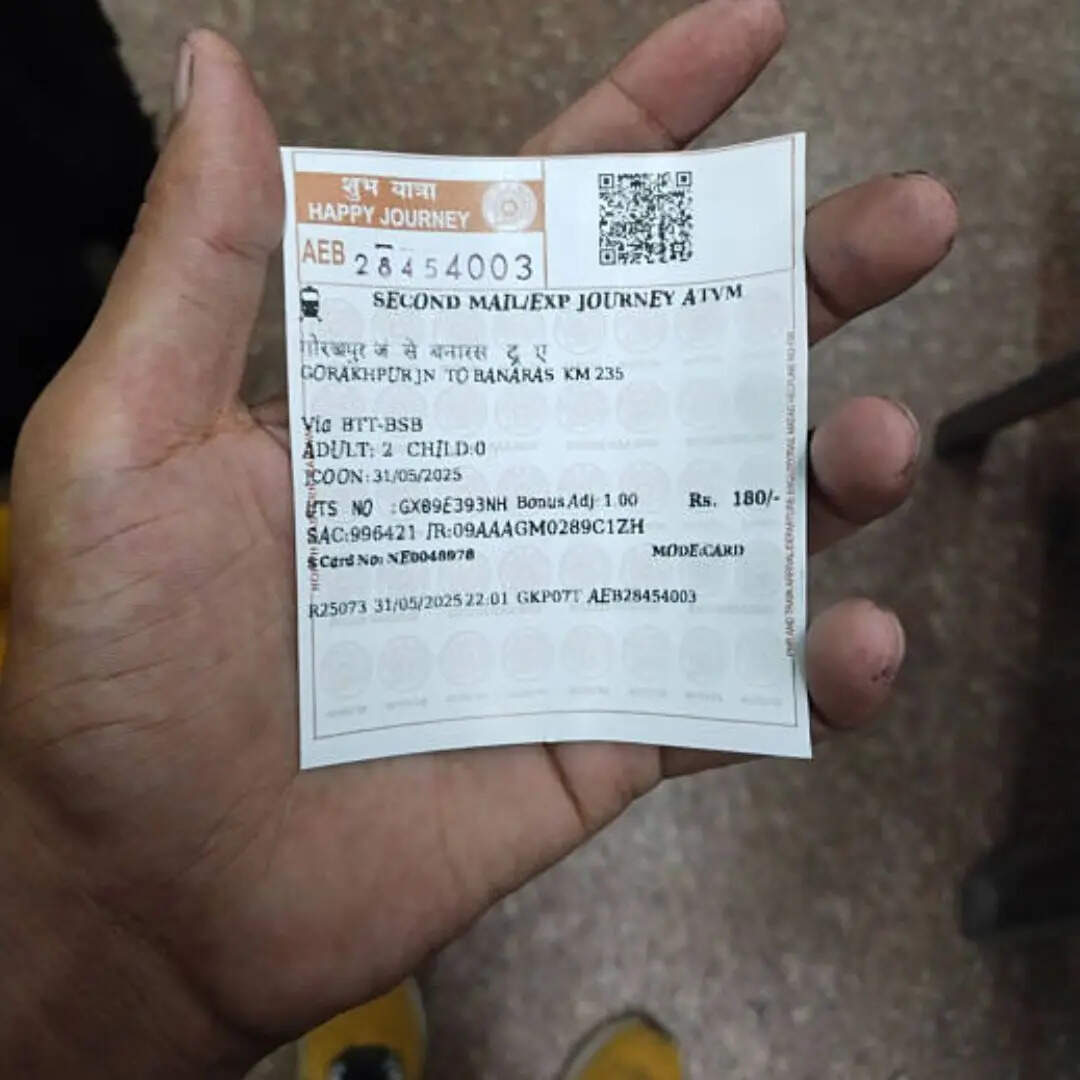 शुभ यात्रा
HAPPY JOURNEY
AEB 28454003
SECOND MAIL/EXP JOURNEY ATVM
गोरखपुर जं से बनारस टू ए
GORAKHPUR JN TO BANARAS KM 235
Via BTT-BSB
ADULT: 2 CHILD:0
JCOON: 31/05/2025
UTS NO :GX89E393NH Bonus Adj: 1.00 Rs. 180/-
SAC:996421 IR:09AAAGM0289C1ZH
S Card No: NE0048978 MODE:CARD
R25073 31/05/2025 22:01 GKP07T AEB28454003